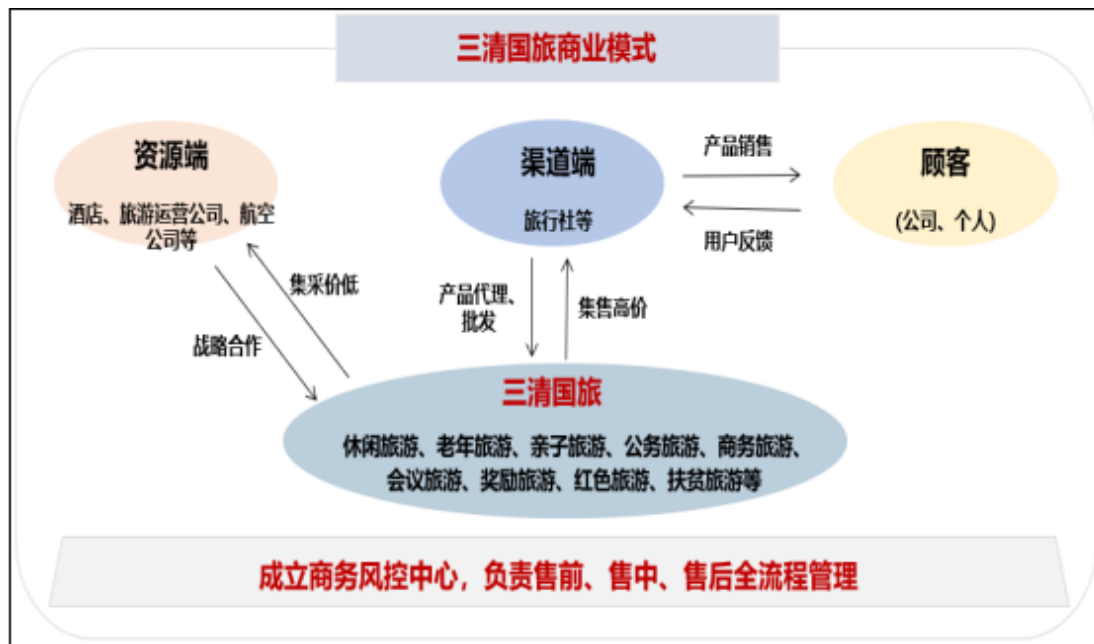 三清国旅商业模式
资源端
酒店、旅游运营公司、航空
公司等
渠道端
旅行社等
产品销售
用户反馈
顾客
(公司、个人)
集采价低
战略合作
产品代理、
批发
集售高价
三清国旅
休闲旅游、老年旅游、亲子旅游、公务旅游、商务旅游、
会议旅游、奖励旅游、红色旅游、扶贫旅游等
成立商务风控中心，负责售前、售中、售后全流程管理